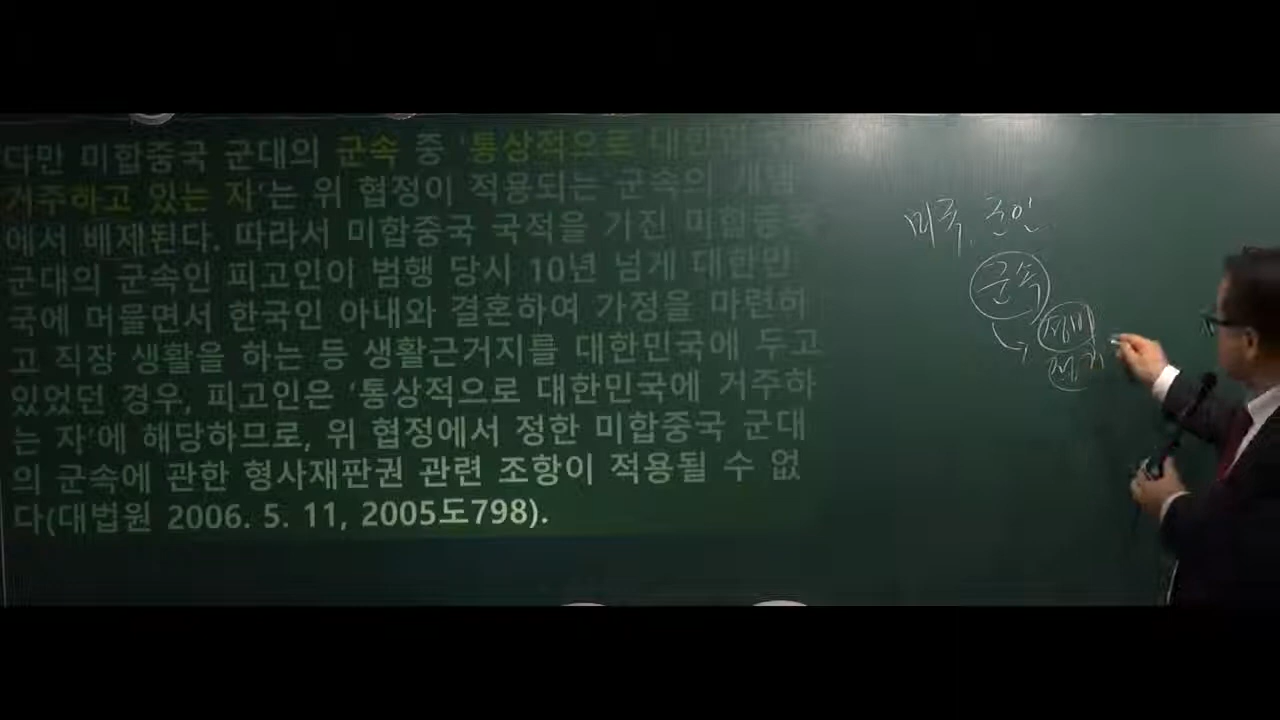 다만 미합중국 군대의 군속 중 '통상적으로 대한민국에
거주하고 있는 자'는 위 협정이 적용되는 군속의 개념
에서 배제된다. 따라서 미합중국 국적을 가진 미합중국
군대의 군속인 피고인이 범행 당시 10년 넘게 대한민
국에 머물면서 한국인 아내와 결혼하여 가정을 마련하
고 직장 생활을 하는 등 생활근거지를 대한민국에 두고
있었던 경우, 피고인은 '통상적으로 대한민국에 거주하
는 자'에 해당하므로, 위 협정에서 정한 미합중국 군대
의 군속에 관한 형사재판권 관련 조항이 적용될 수 없
다(대법원 2006. 5. 11, 2005도798).
미국, 군인
군속